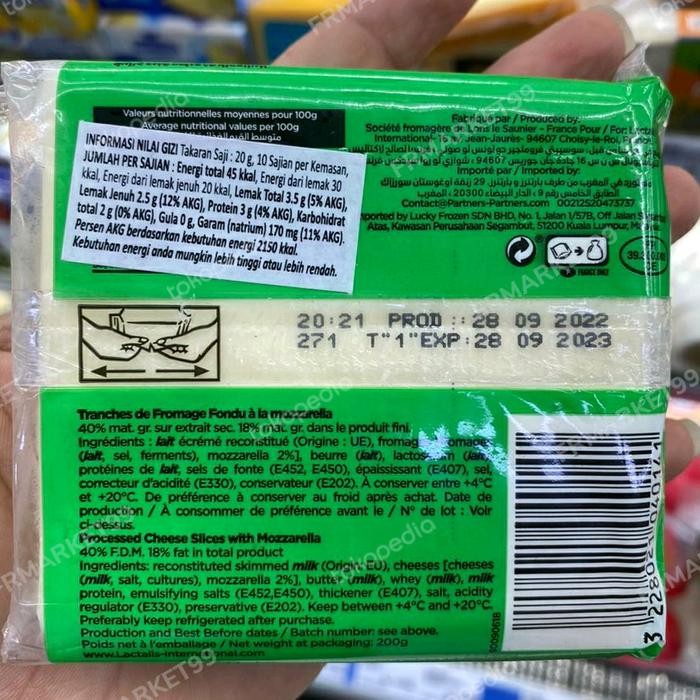 Valeurs nutritionnelles moyennes pour 100g
Average nutritional values per 100g
INFORMASI NILAI GIZI Takaran Saji : 20 g, 10 Sajian per Kemasan,
JUMLAH PER SAJIAN : Energi total 45 kkal, Energi dari lemak 30
kkal, Energi dari lemak jenuh 20 kkal, Lemak Total 3.5 g (5% AKG),
Lemak Jenuh 2.5 g (12% AKG), Protein 3 g (4% AKG), Karbohidrat
total 2 g (0% AKG), Gula 0 g, Garam (natrium) 170 mg (11% AKG).
Persen AKG berdasarkan kebutuhan energi 2150 kkal.
Kebutuhan energi anda mungkin lebih tinggi atau lebih rendah.
Fabriqué par / Produced by:
Société fromagère de Lons le Saunier - France Pour / For: Lactalis
International- 10 Jean-Jaurès- 94607 Choisy-le-Roi,
Importé par / Imported by:
Contact@Partners-Partners.com 00212520473737
Imported by Lucky Frozen SDN BHD, No. 1, Jalan 1/57B, Off Jalan
Atas, Kawasan Perusahaan Segambut, 51200 Kuala Lumpur,
FRANCE ONLY
20:21 PROD : 28 09 2022
271 T"1"EXP:28 09 2023
Tranches de Fromage Fondu à la mozzarella
40% mat. gr. sur extrait sec. 18% mat. gr. dans le produit fini.
Ingrédients : lait écrémé reconstitué (Origine : UE),
(lait, sel, ferments), mozzarella 2%], beurre (lait),
protéines de lait, sels de fonte (E452, E450), épaississant (E407), sel,
correcteur d'acidité (E330), conservateur (E202). À conserver entre +4°C
et +20°C. De préférence à conserver au froid après achat. Date de
production / À consommer de préférence avant le / N° de lot : Voir
ci-dessus.
Processed Cheese Slices with Mozzarella
40% F.D.M. 18% fat in total product
Ingredients: reconstituted skimmed milk (Origin EU), cheeses [cheeses
(milk, salt, cultures), mozzarella 2%], butter (milk), whey (milk), milk
protein, emulsifying salts (E452,E450), thickener (E407), salt, acidity
regulator (E330), preservative (E202). Keep between +4°C and +20°C.
Preferably keep refrigerated after purchase.
Production and Best Before dates / Batch number: see above.
Poids net à l'emballage / Net weight at packaging: 200g
www.Lactalis-international.com
tokopedia
FRMARKET99